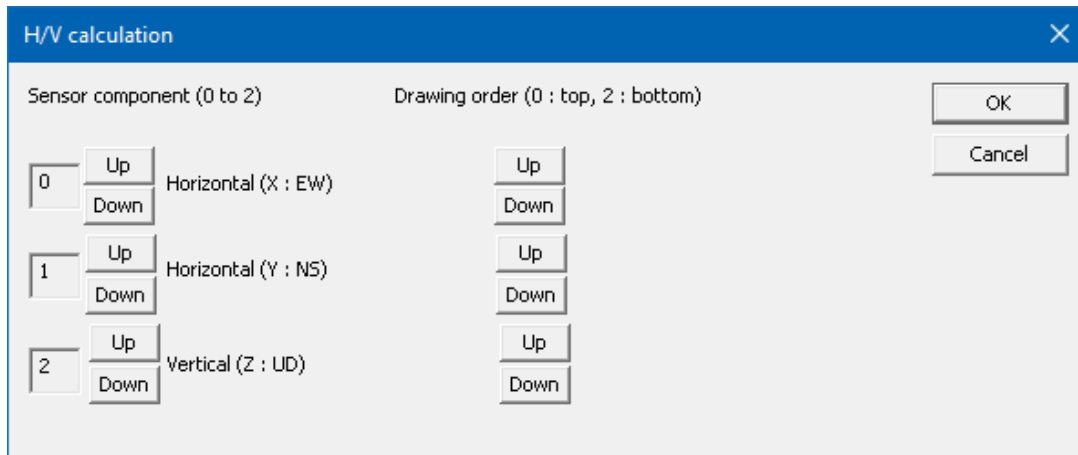 H/V calculation
Sensor component (0 to 2) Drawing order (0 : top, 2 : bottom) OK
Cancel
Up Up
0 Horizontal (X : EW)
Down Down
Up Up
1 Horizontal (Y : NS)
Down Down
Up Up
2 Vertical (Z : UD)
Down Down